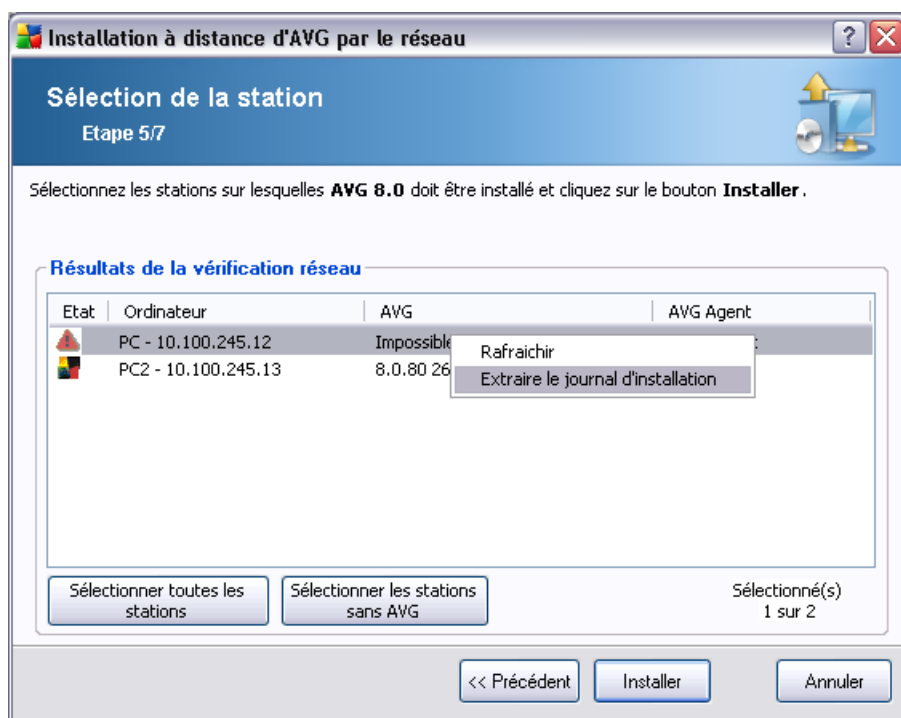 Installation à distance d'AVG par le réseau
Sélection de la station
Etape 5/7
Sélectionnez les stations sur lesquelles AVG 8.0 doit être installé et cliquez sur le bouton Installer.
Résultats de la vérification réseau
Etat Ordinateur AVG AVG Agent
PC - 10.100.245.12 Impossible
Rafraichir
PC2 - 10.100.245.13 8.0.80 26
Extraire le journal d'installation
Sélectionner toutes les stations
Sélectionner les stations sans AVG
Sélectionné(s)
1 sur 2
<< Précédent Installer Annuler